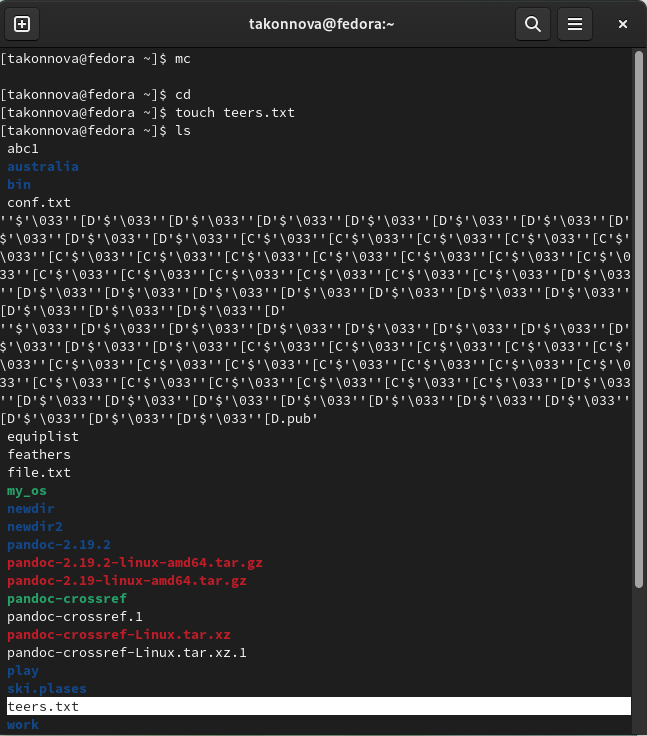 takonnova@fedora:~
[takonnova@fedora ~]$ mc
[takonnova@fedora ~]$ cd
[takonnova@fedora ~]$ touch teers.txt
[takonnova@fedora ~]$ ls
abc1
australia
bin
conf.txt
''$'\033''[D'$'\033''[D'$'\033''[D'$'\033''[D'$'\033''[D'$'\033''[D'$'\033''[D'
$'\033''[D'$'\033''[D'$'\033''[C'$'\033''[C'$'\033''[C'$'\033''[C'$'\033''[C'$'
\033''[C'$'\033''[C'$'\033''[C'$'\033''[C'$'\033''[C'$'\033''[C'$'\033''[C'$'\0
33''[C'$'\033''[C'$'\033''[C'$'\033''[C'$'\033''[C'$'\033''[C'$'\033''[D'$'\033
''[D'$'\033''[D'$'\033''[D'$'\033''[D'$'\033''[D'$'\033''[D'$'\033''[D'$'\033''
[D'$'\033''[D'$'\033''[D'$'\033''[D'
''$'\033''[D'$'\033''[D'$'\033''[D'$'\033''[D'$'\033''[D'$'\033''[D'$'\033''[D'
$'\033''[D'$'\033''[D'$'\033''[C'$'\033''[C'$'\033''[C'$'\033''[C'$'\033''[C'$'
\033''[C'$'\033''[C'$'\033''[C'$'\033''[C'$'\033''[C'$'\033''[C'$'\033''[C'$'\0
33''[C'$'\033''[C'$'\033''[C'$'\033''[C'$'\033''[C'$'\033''[C'$'\033''[D'$'\033
''[D'$'\033''[D'$'\033''[D'$'\033''[D'$'\033''[D'$'\033''[D'$'\033''[D'$'\033''
[D'$'\033''[D'$'\033''[D'$'\033''[D.pub'
equiplist
feathers
file.txt
my_os
newdir
newdir2
pandoc-2.19.2
pandoc-2.19.2-linux-amd64.tar.gz
pandoc-2.19-linux-amd64.tar.gz
pandoc-crossref
pandoc-crossref.1
pandoc-crossref-Linux.tar.xz
pandoc-crossref-Linux.tar.xz.1
play
ski.plases
teers.txt
work